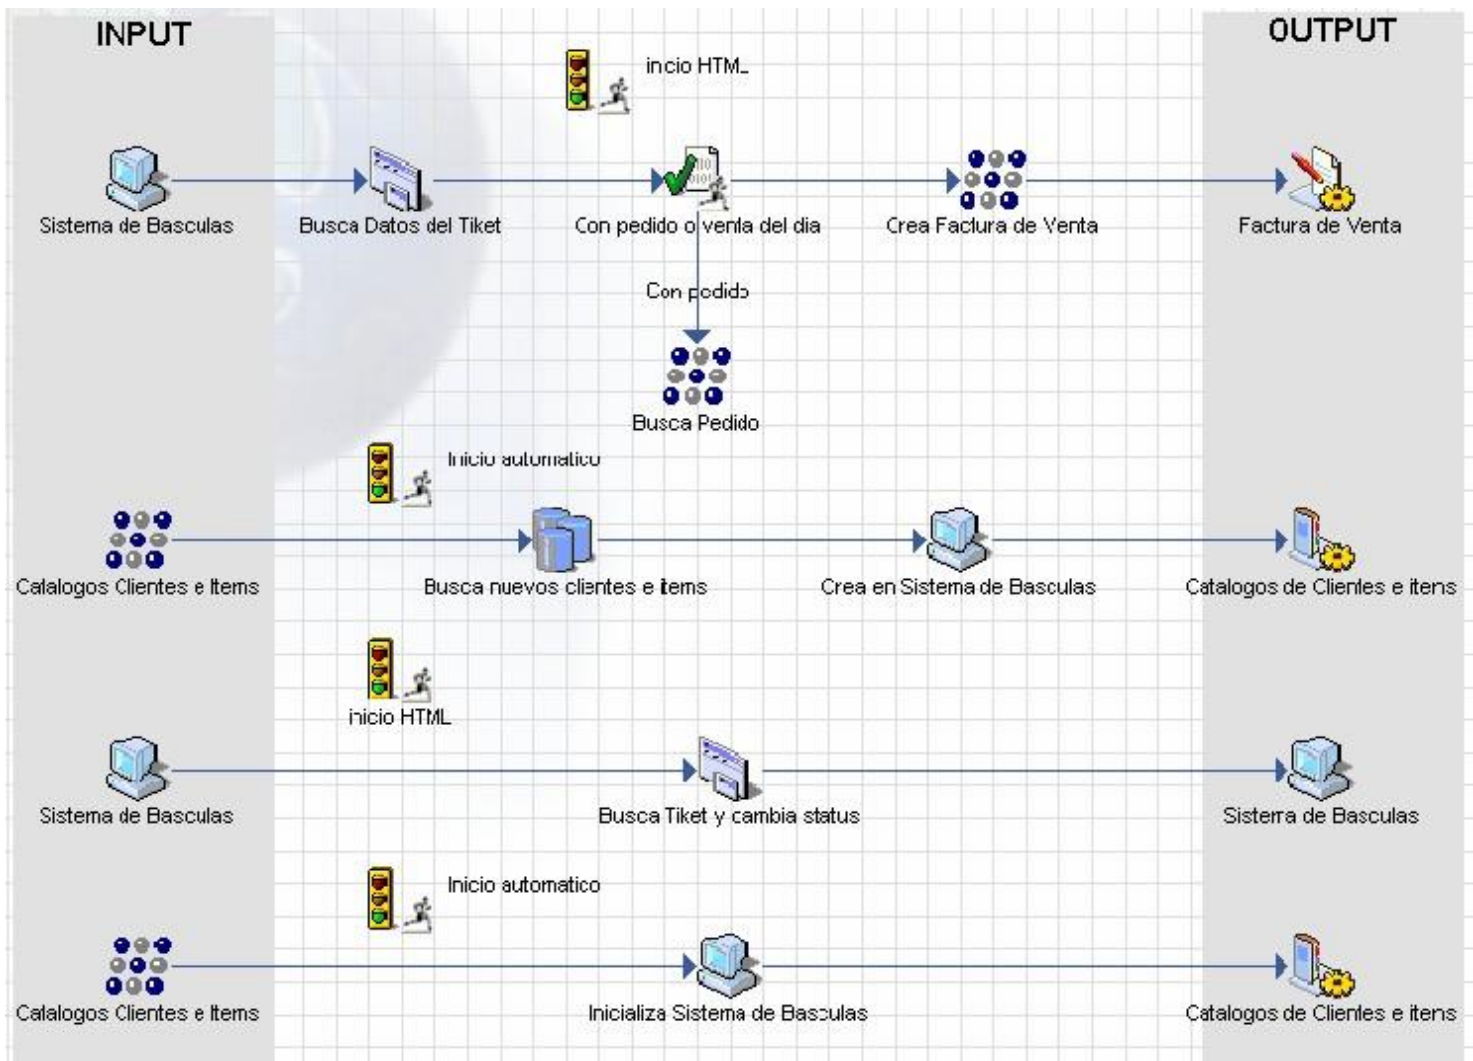 INPUT
OUTPUT
incio HTML
Sistema de Basculas
Busca Datos del Tiket
Con pedido o venta del dia
Crea Factura de Venta
Factura de Venta
Con pedido
Busca Pedido
Inicio automatico
Catalogos Clientes e Items
Busca nuevos clientes e items
Crea en Sistema de Basculas
Catalogos de Clientes e items
inicio HTML
Sistema de Basculas
Busca Tiket y cambia status
Sistema de Basculas
Inicio automatico
Catalogos Clientes e Items
Inicializa Sistema de Basculas
Catalogos de Clientes e items